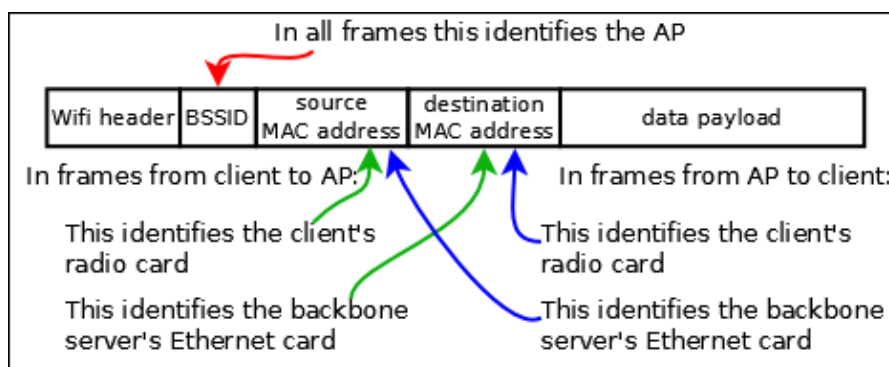 In all frames this identifies the AP
Wifi header
BSSID
source
MAC address
destination
MAC address
data payload
In frames from client to AP:
This identifies the client's
radio card
This identifies the backbone
server's Ethernet card
In frames from AP to client:
This identifies the client's
radio card
This identifies the backbone
server's Ethernet card